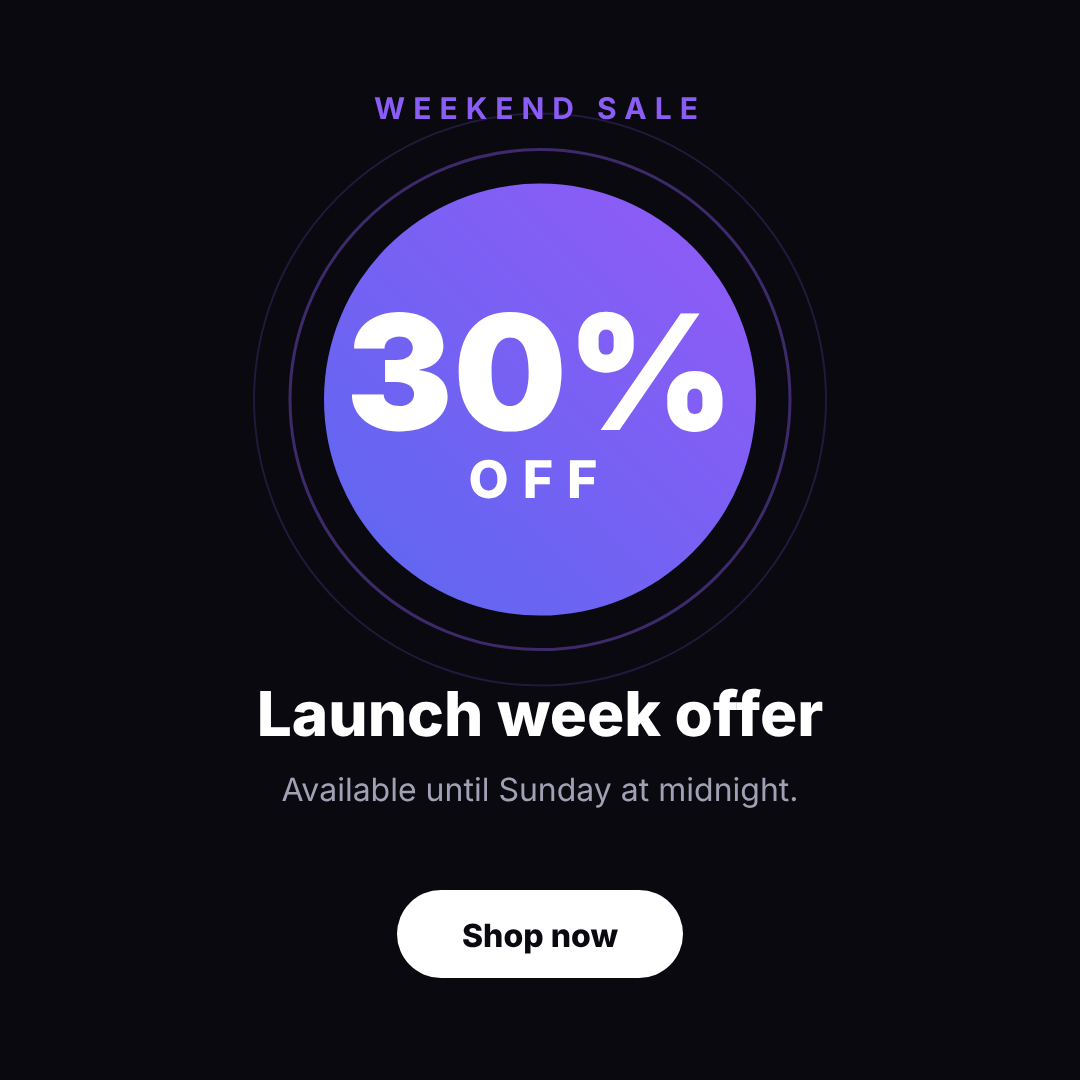 WEEKEND SALE
30%
OFF
Launch week offer
Available until Sunday at midnight.
Shop now